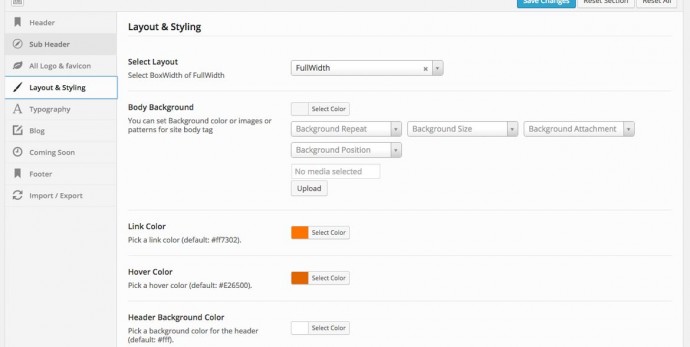 Save Changes
Reset Section
Reset All
Header
Sub Header
All Logo & favicon
Layout & Styling
Typography
Blog
Coming Soon
Footer
Import / Export
Layout & Styling
Select Layout
Select BoxWidth of FullWidth
FullWidth
Body Background
You can set Background color or images or
patterns for site body tag
Select Color
Background Repeat
Background Size
Background Attachment
Background Position
No media selected
Upload
Link Color
Pick a link color (default: #ff7302).
Select Color
Hover Color
Pick a hover color (default: #E26500).
Select Color
Header Background Color
Pick a background color for the header
(default: #fff).
Select Color